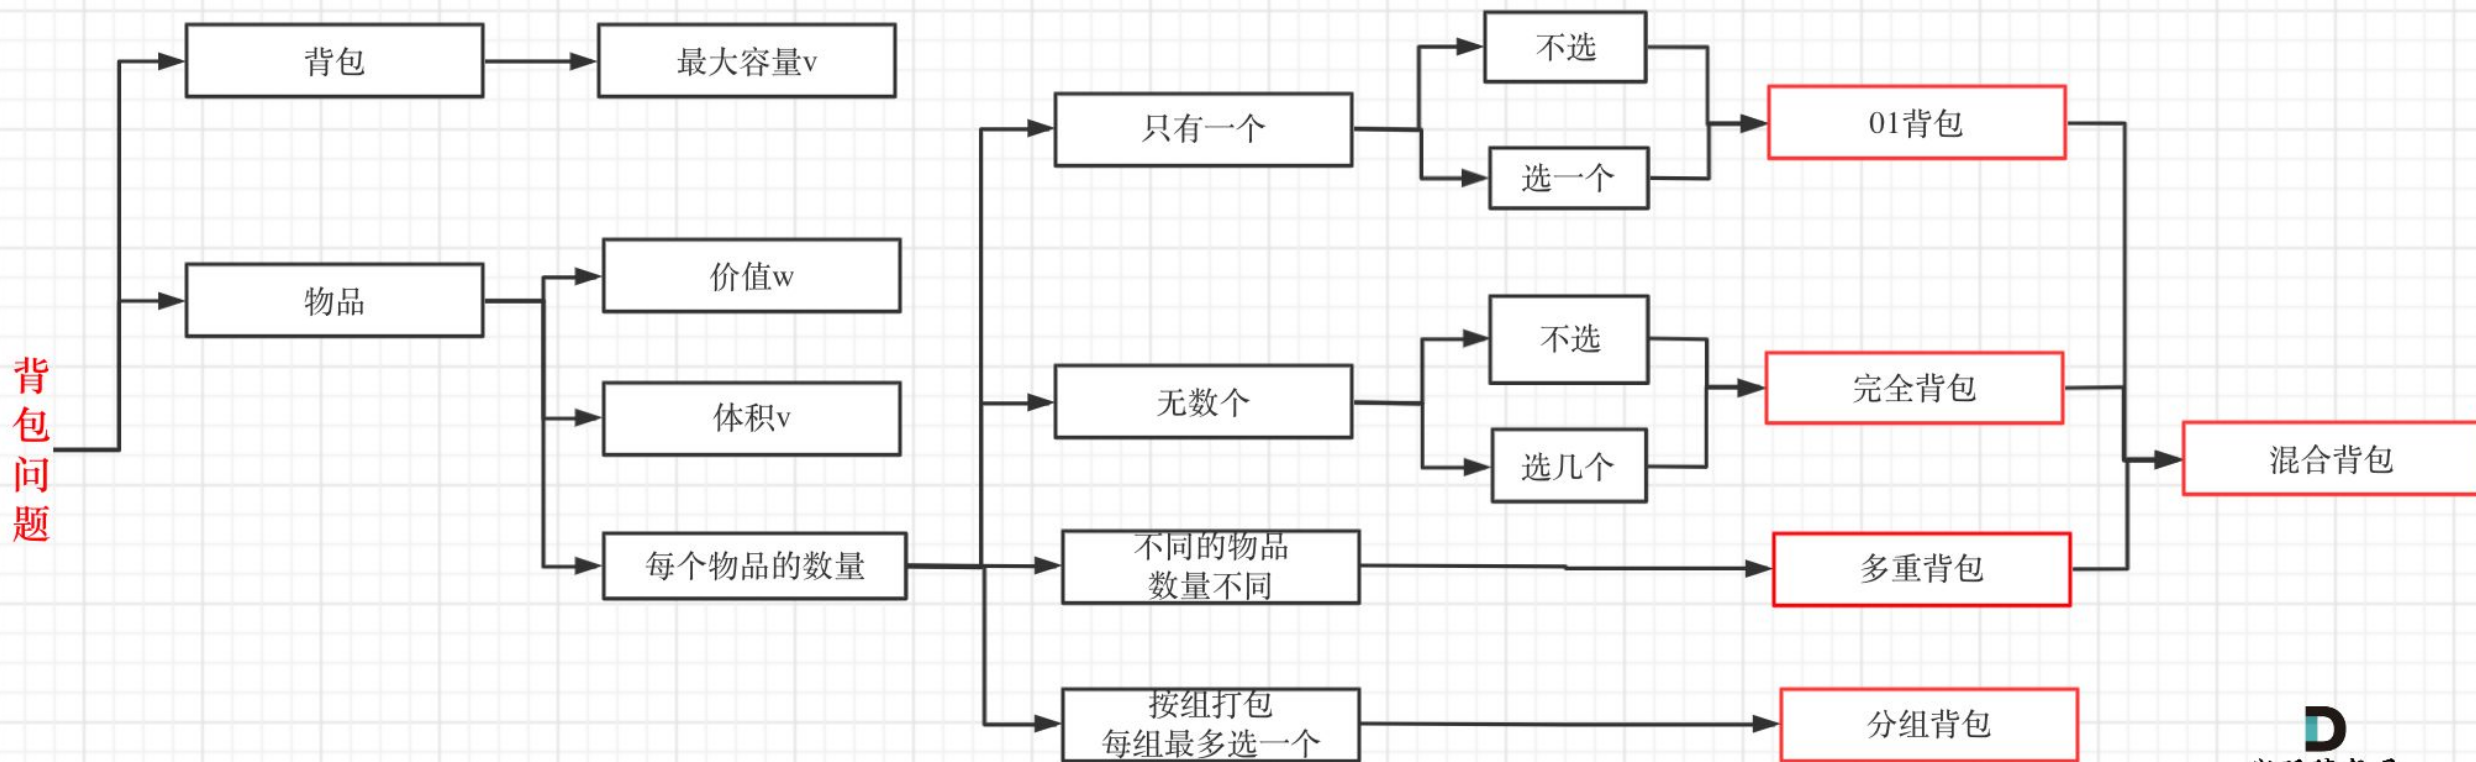 背包问题
背包
最大容量v
物品
价值w
体积v
每个物品的数量
只有一个
不选
选一个
01背包
无数个
不选
选几个
完全背包
不同的物品
数量不同
多重背包
混合背包
按组打包
每组最多选一个
分组背包